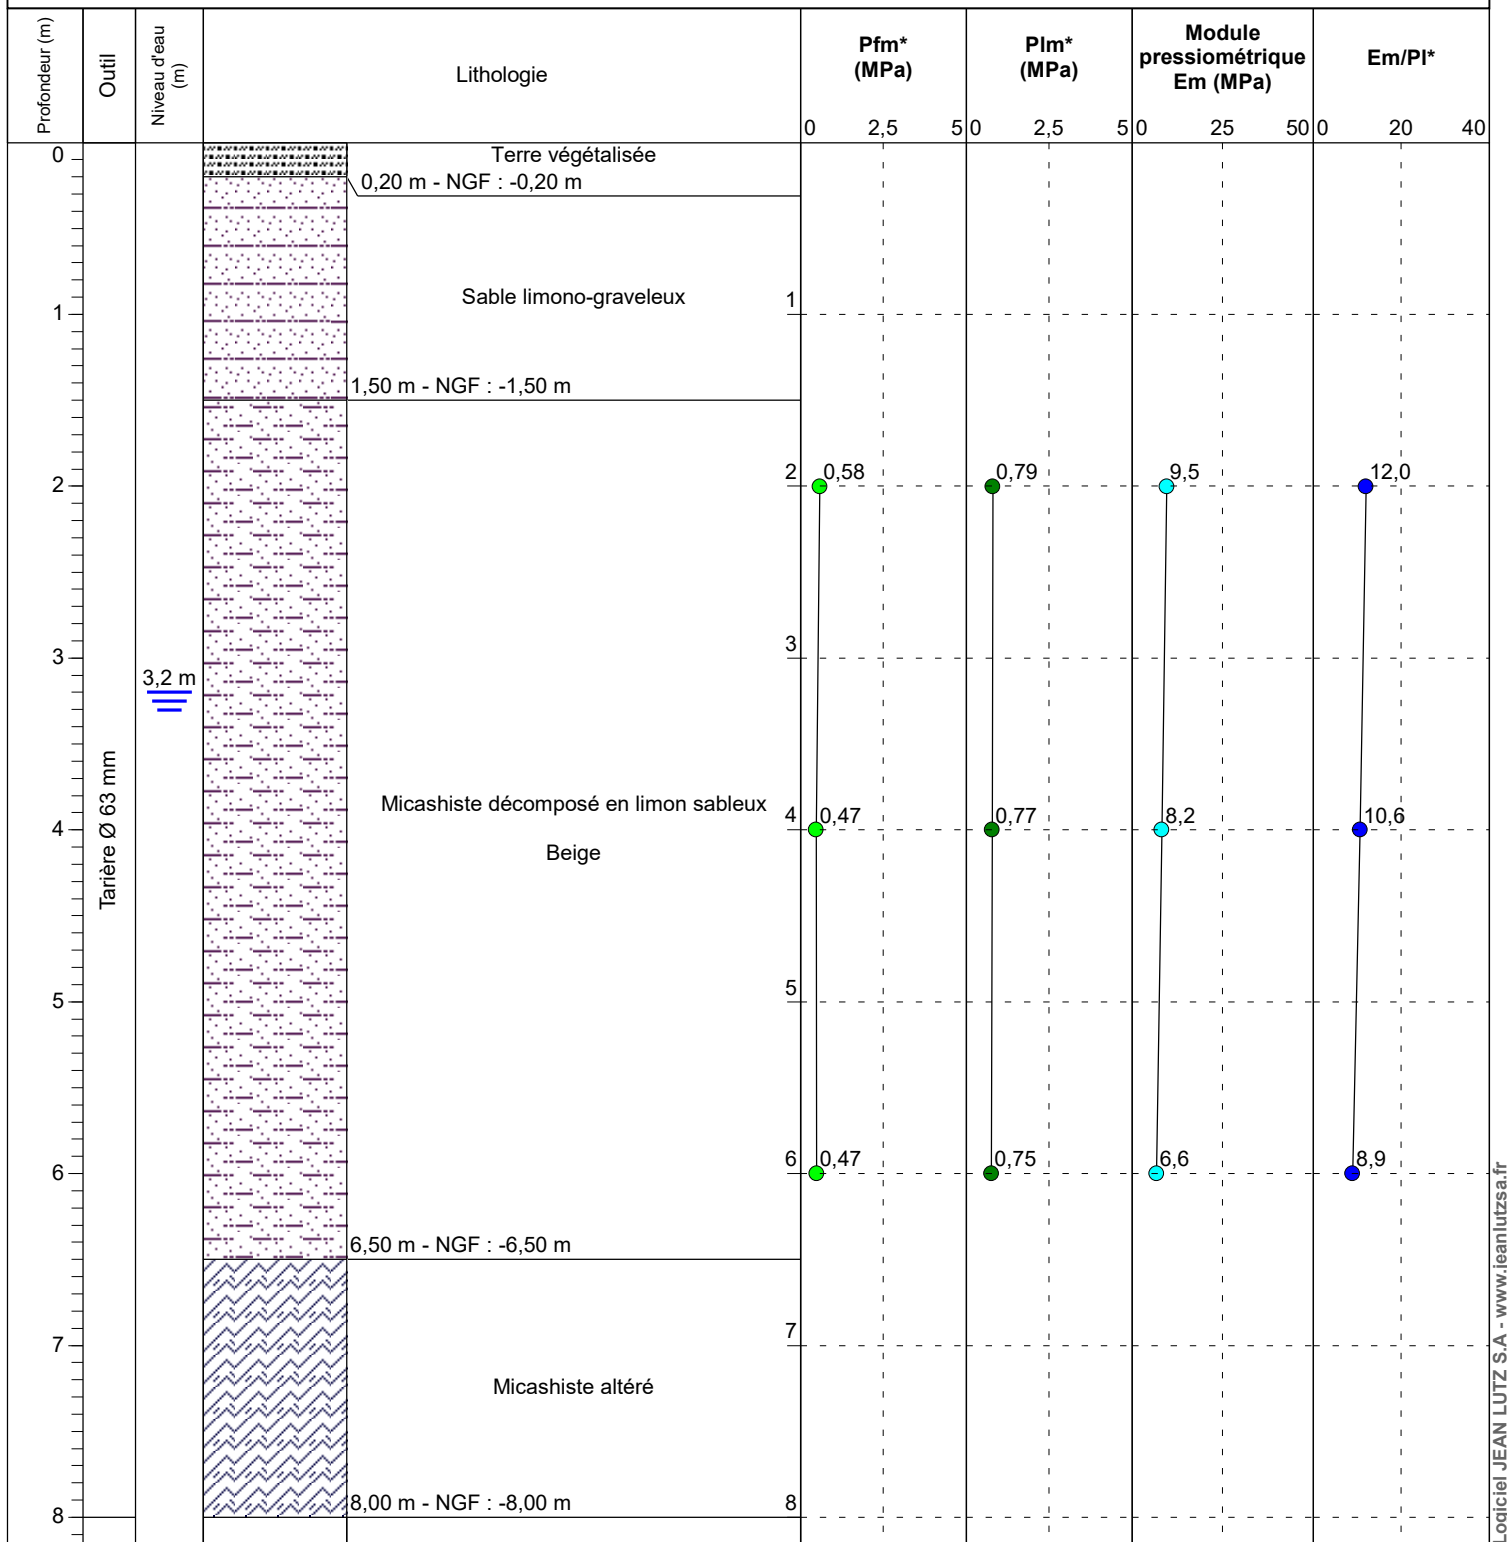 Profondeur (m)
Outil
Niveau d'eau
(m)
Lithologie
Pfm*
(MPa)
Plm*
(MPa)
Module
pressiométrique
Em (MPa)
Em/Pl*
0 2,5 5
0 2,5 5
0 25 50
0 20 40
0
Terre végétalisée
0,20 m - NGF : -0,20 m
Sable limono-graveleux
1
1
1,50 m - NGF : -1,50 m
2
2
0,58
0,79
9,5
12,0
3
3
3,2 m
Tarière Ø 63 mm
Micashiste décomposé en limon sableux
4
4
0,47
0,77
8,2
10,6
Beige
5
5
6
6
0,47
0,75
6,6
8,9
6,50 m - NGF : -6,50 m
7
7
Micashiste altéré
8,00 m - NGF : -8,00 m
8
8
Logiciel JEAN LUTZ S.A - www.jeanlutzsa.fr